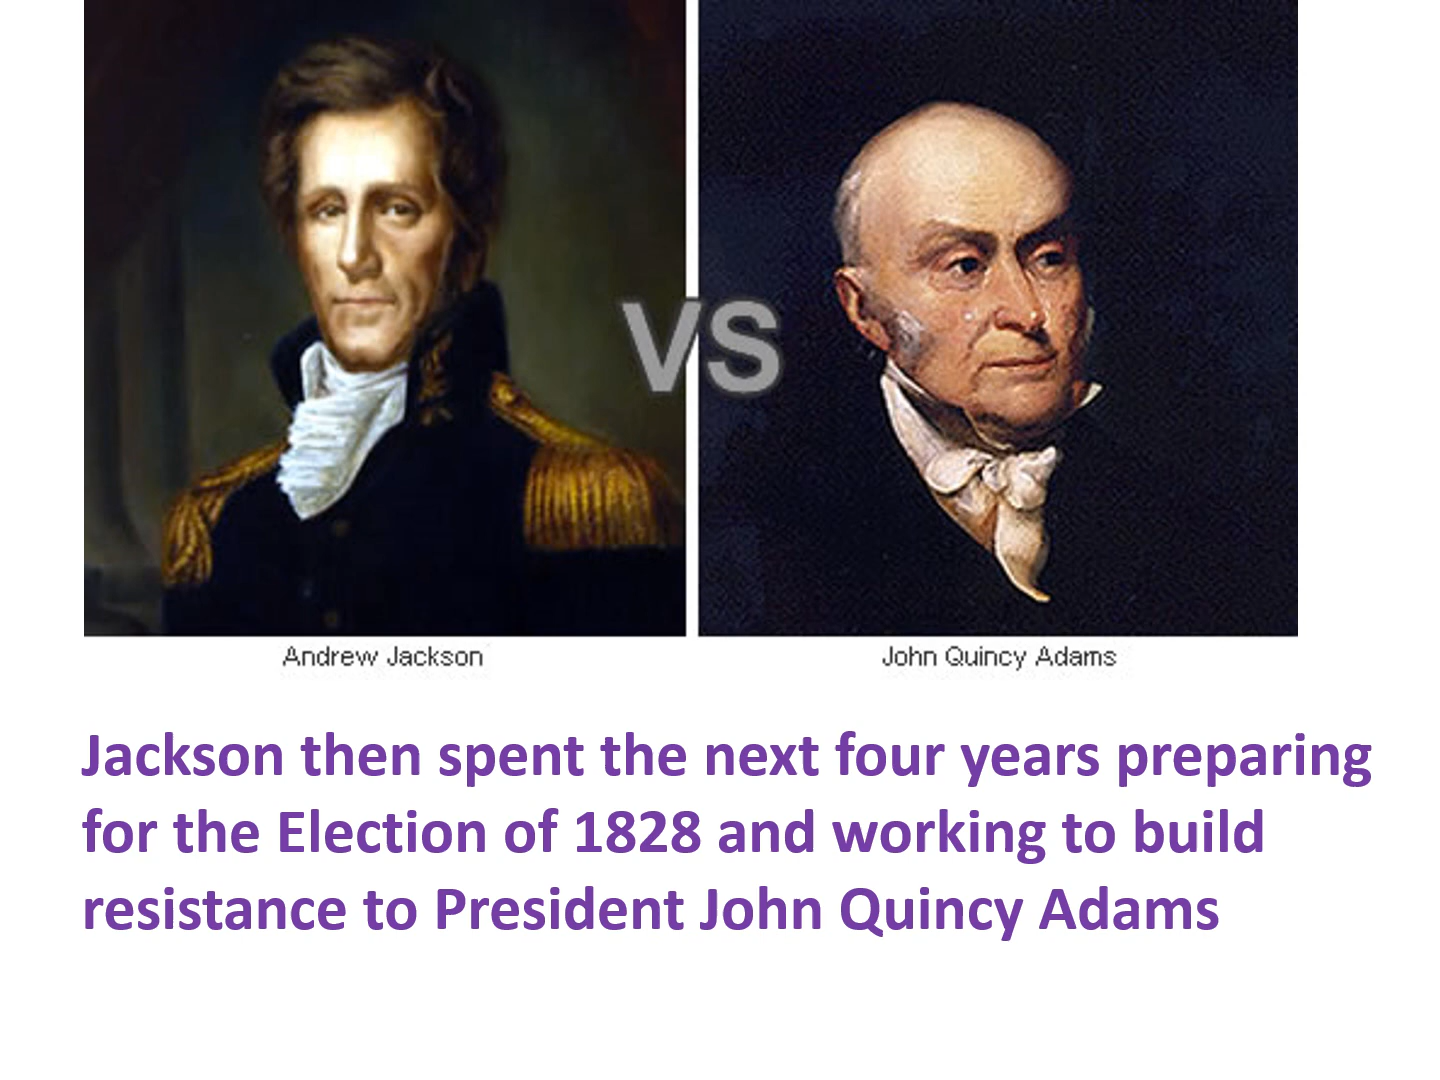 VS
Andrew Jackson
John Quincy Adams
Jackson then spent the next four years preparing
for the Election of 1828 and working to build
resistance to President John Quincy Adams